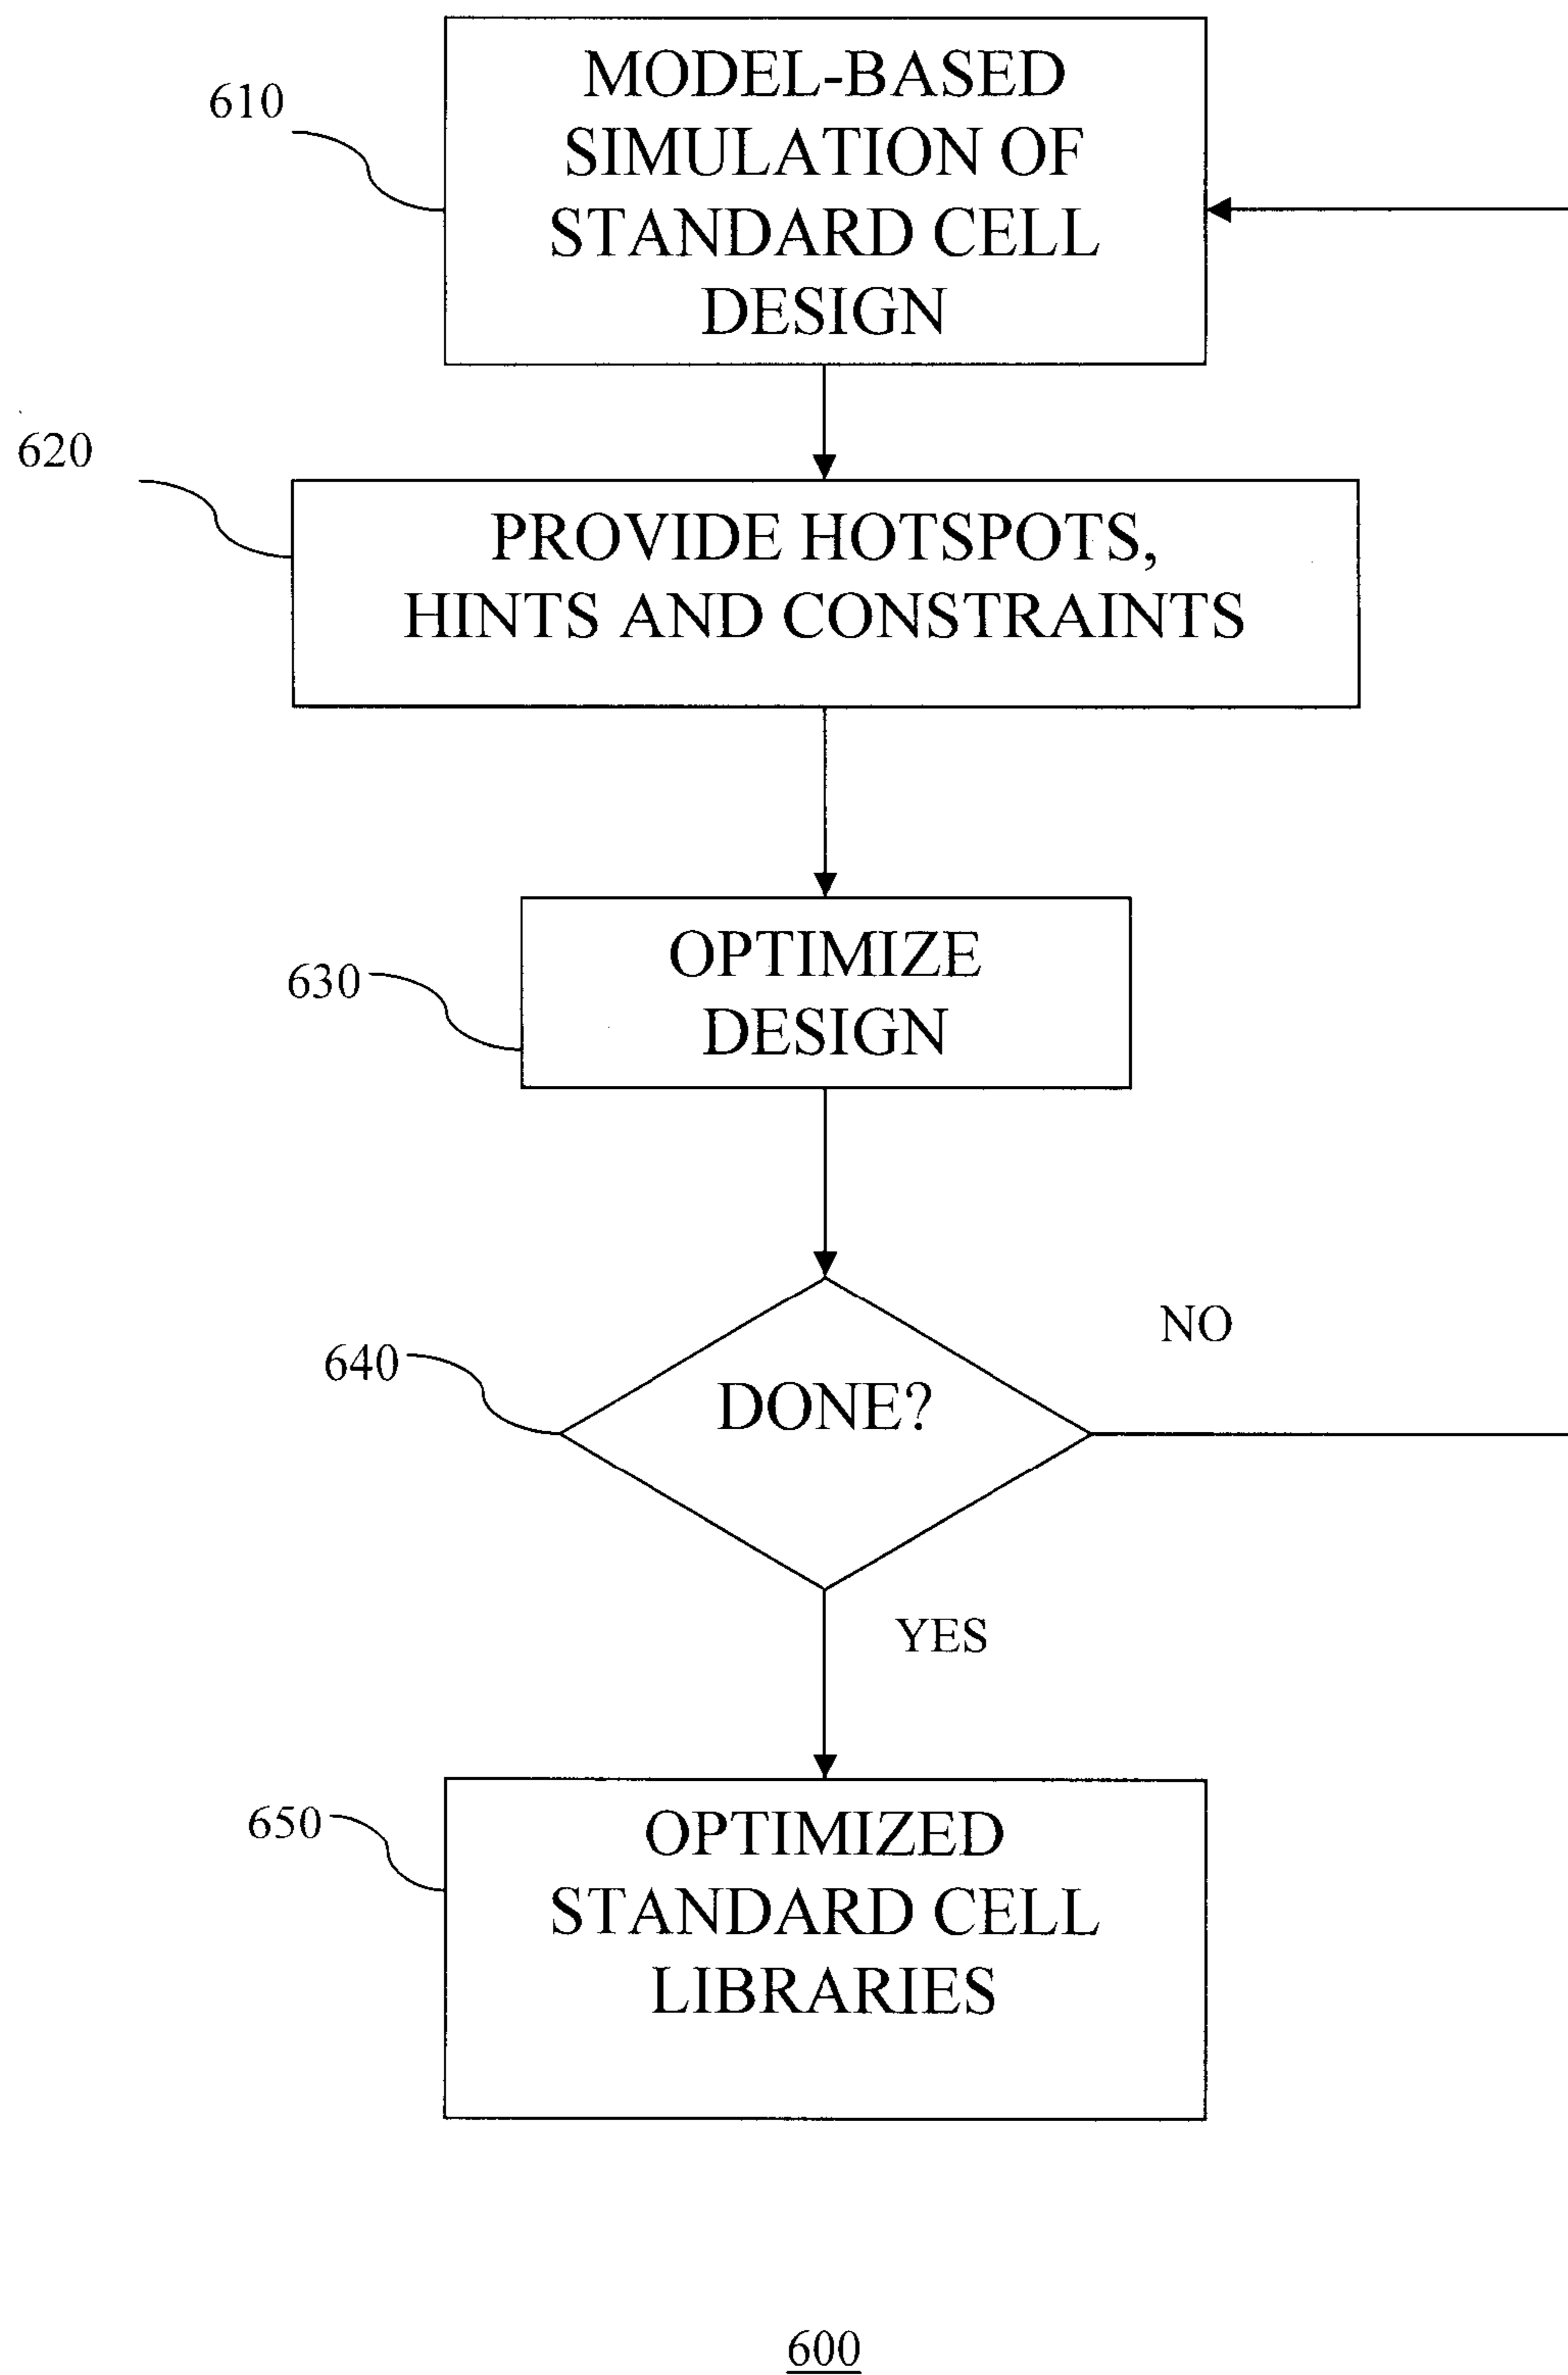 610
MODEL-BASED
SIMULATION OF
STANDARD CELL
DESIGN
620
PROVIDE HOTSPOTS,
HINTS AND CONSTRAINTS
630
OPTIMIZE
DESIGN
640
DONE?
NO
YES
650
OPTIMIZED
STANDARD CELL
LIBRARIES
600